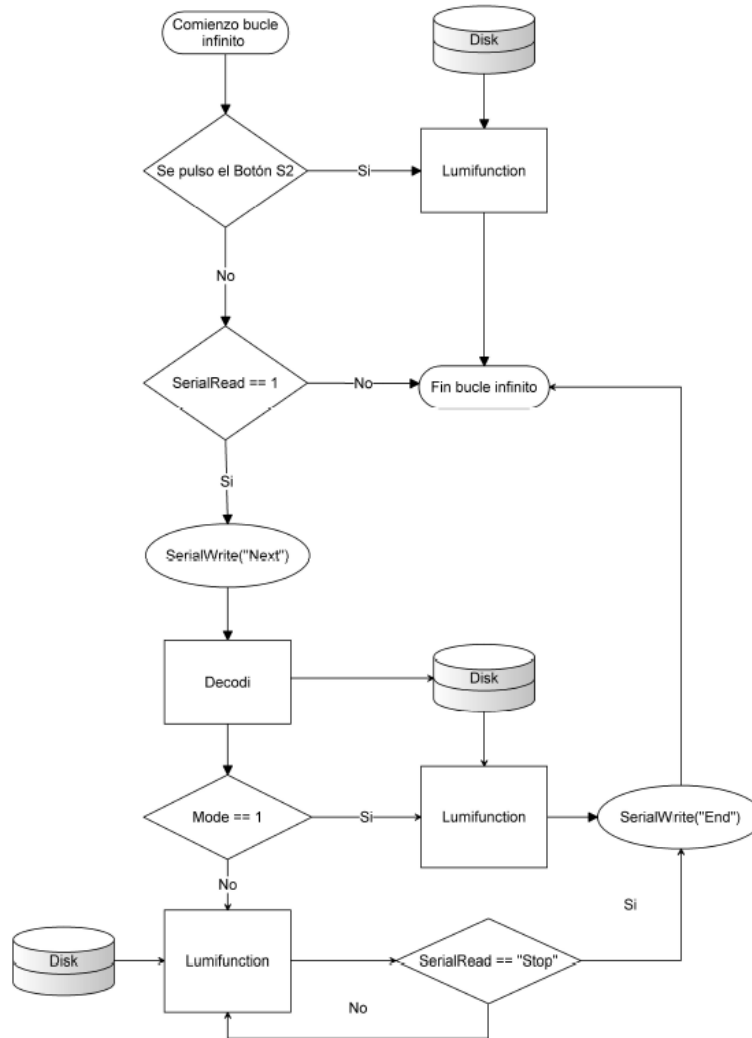 Comienzo bucle
infinito
Disk
Se pulso el Botón S2
Si
Lumifunction
No
SerialRead == 1
No
Fin bucle infinito
Si
SerialWrite("Next")
Decodi
Disk
Mode == 1
Si
Lumifunction
SerialWrite("End")
No
Si
Disk
Lumifunction
SerialRead == "Stop"
No